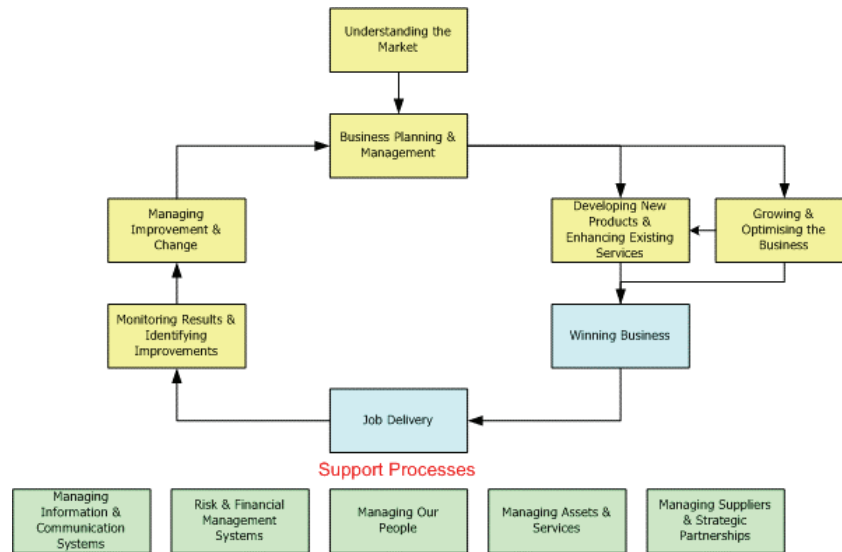 Understanding the
Market
Business Planning &
Management
Managing
Improvement &
Change
Developing New
Products &
Enhancing Existing
Services
Growing &
Optimising the
Business
Monitoring Results &
Identifying
Improvements
Winning Business
Job Delivery
Support Processes
Managing
Information &
Communication
Systems
Risk & Financial
Management
Systems
Managing Our
People
Managing Assets &
Services
Managing Suppliers
& Strategic
Partnerships